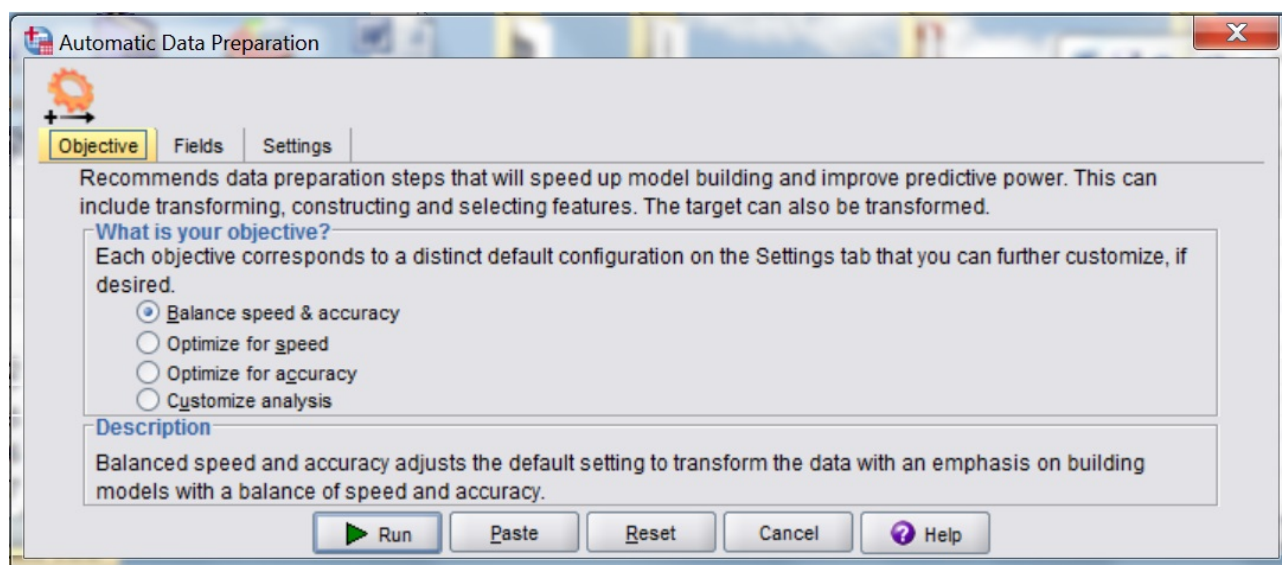 Automatic Data Preparation
X
Objective Fields Settings
Recommends data preparation steps that will speed up model building and improve predictive power. This can
include transforming, constructing and selecting features. The target can also be transformed.
What is your objective?
Each objective corresponds to a distinct default configuration on the Settings tab that you can further customize, if
desired.
Balance speed & accuracy
Optimize for speed
Optimize for accuracy
Customize analysis
Description
Balanced speed and accuracy adjusts the default setting to transform the data with an emphasis on building
models with a balance of speed and accuracy.
Run Paste Reset Cancel ? Help